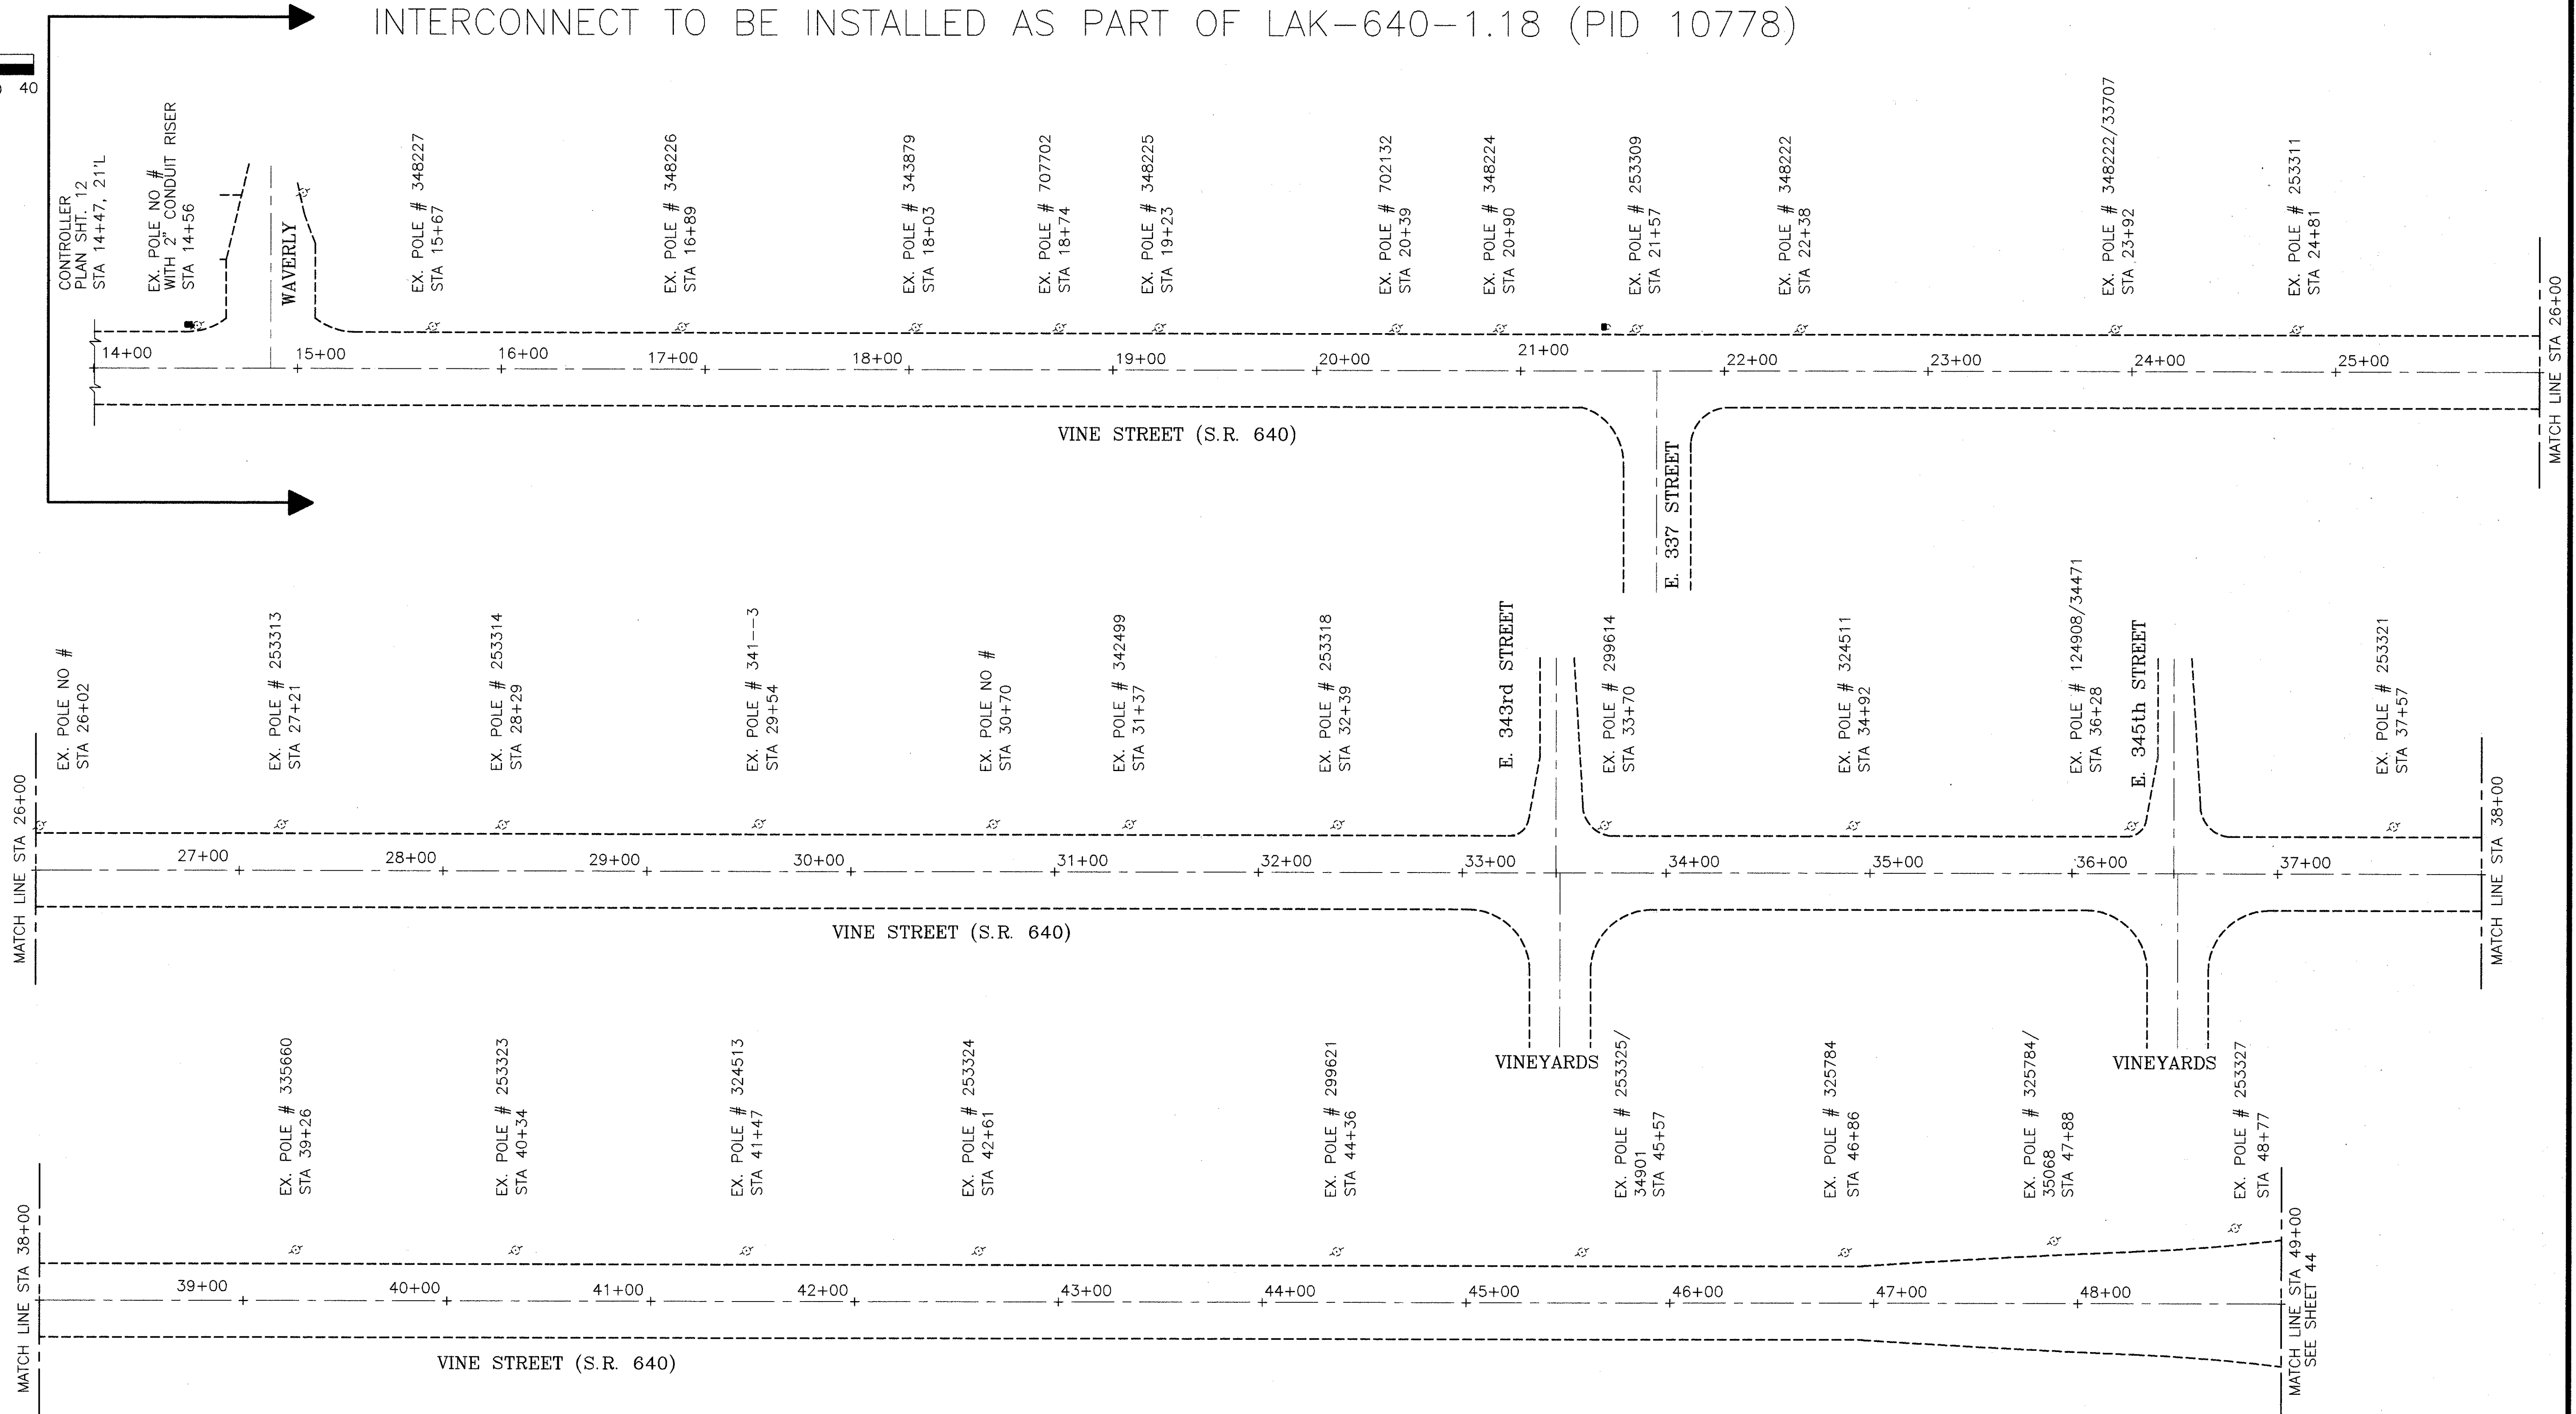 INTERCONNECT TO BE INSTALLED AS PART OF LAK-640-1.18 (PID 10778)
40
CONTROLLER
PLAN SHT. 12
STA 14+47, 21'L
EX. POLE NO #
WITH 2" CONDUIT RISER
STA 14+56
WAVERLY
EX. POLE # 348227
STA 15+67
EX. POLE # 348226
STA 16+89
EX. POLE # 343879
STA 18+03
EX. POLE # 707702
STA 18+74
EX. POLE # 348225
STA 19+23
EX. POLE # 702132
STA 20+39
EX. POLE # 348224
STA 20+90
EX. POLE # 253309
STA 21+57
EX. POLE # 348222
STA 22+38
EX. POLE # 348222/33707
STA 23+92
EX. POLE # 253311
STA 24+81
MATCH LINE STA 26+00
14+00
15+00
16+00
17+00
18+00
19+00
20+00
21+00
22+00
23+00
24+00
25+00
VINE STREET (S.R. 640)
E. 337 STREET
MATCH LINE STA 26+00
EX. POLE NO #
STA 26+02
EX. POLE # 253313
STA 27+21
EX. POLE # 253314
STA 28+29
EX. POLE # 341--3
STA 29+54
EX. POLE NO #
STA 30+70
EX. POLE # 342499
STA 31+37
EX. POLE # 253318
STA 32+39
E. 343rd STREET
EX. POLE # 299614
STA 33+70
EX. POLE # 324511
STA 34+92
EX. POLE # 124908/34471
STA 36+28
E. 345th STREET
EX. POLE # 253321
STA 37+57
MATCH LINE STA 38+00
27+00
28+00
29+00
30+00
31+00
32+00
33+00
34+00
35+00
36+00
37+00
VINE STREET (S.R. 640)
VINEYARDS
VINEYARDS
MATCH LINE STA 38+00
EX. POLE # 335660
STA 39+26
EX. POLE # 253323
STA 40+34
EX. POLE # 324513
STA 41+47
EX. POLE # 253324
STA 42+61
EX. POLE # 299621
STA 44+36
EX. POLE # 253325/
34901
STA 45+57
EX. POLE # 325784
STA 46+86
EX. POLE # 325784/
35068
STA 47+88
EX. POLE # 253327
STA 48+77
MATCH LINE STA 49+00
SEE SHEET 44
39+00
40+00
41+00
42+00
43+00
44+00
45+00
46+00
47+00
48+00
VINE STREET (S.R. 640)